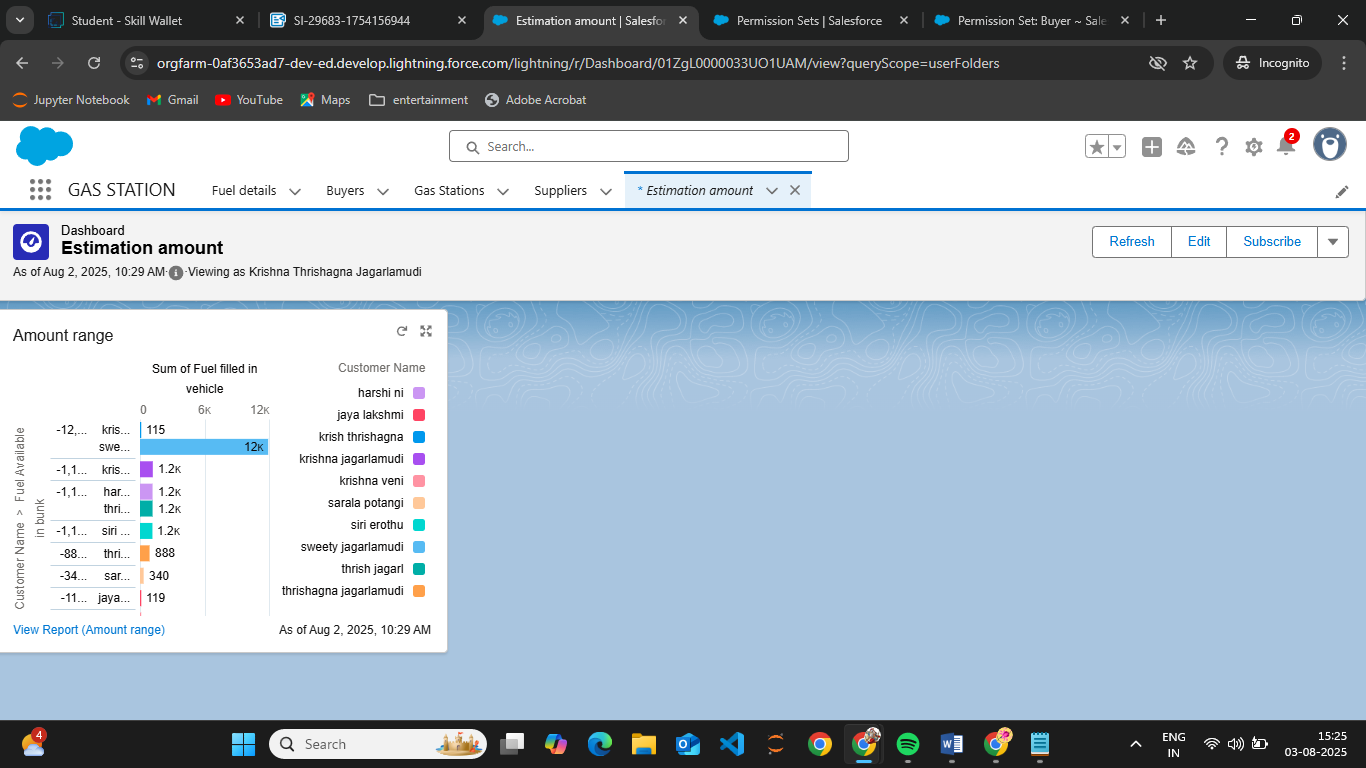 Student - Skill Wallet
SI-29683-1754156944
Estimation amount | Salesfo
Permission Sets | Salesforce
Permission Set: Buyer ~ Sale
orgfarm-0af3653ad7-dev-ed.develop.lightning.force.com/lightning/r/Dashboard/01ZgL0000033UO1UAM/view?queryScope=userFolders
Incognito
Jupyter Notebook
Gmail
YouTube
Maps
entertainment
Adobe Acrobat
Search...
2
GAS STATION
Fuel details
Buyers
Gas Stations
Suppliers
* Estimation amount
Dashboard
Estimation amount
As of Aug 2, 2025, 10:29 AM·Viewing as Krishna Thrishagna Jagarlamudi
Refresh
Edit
Subscribe
Amount range
Sum of Fuel filled in
vehicle
0 6K 12K
Customer Name > Fuel Available
in bunk
-12,... kris... 115
swe... 12K
-1,1... kris... 1.2K
-1,1... har... 1.2K
thri... 1.2K
-1,1... siri ... 1.2K
-88... thri... 888
-34... sar... 340
-11... jaya... 119
Customer Name
harshi ni
jaya lakshmi
krish thrishagna
krishna jagarlamudi
krishna veni
sarala potangi
siri erothu
sweety jagarlamudi
thrish jagarl
thrishagna jagarlamudi
View Report (Amount range)
As of Aug 2, 2025, 10:29 AM
4
Search
ENG
IN
15:25
03-08-2025